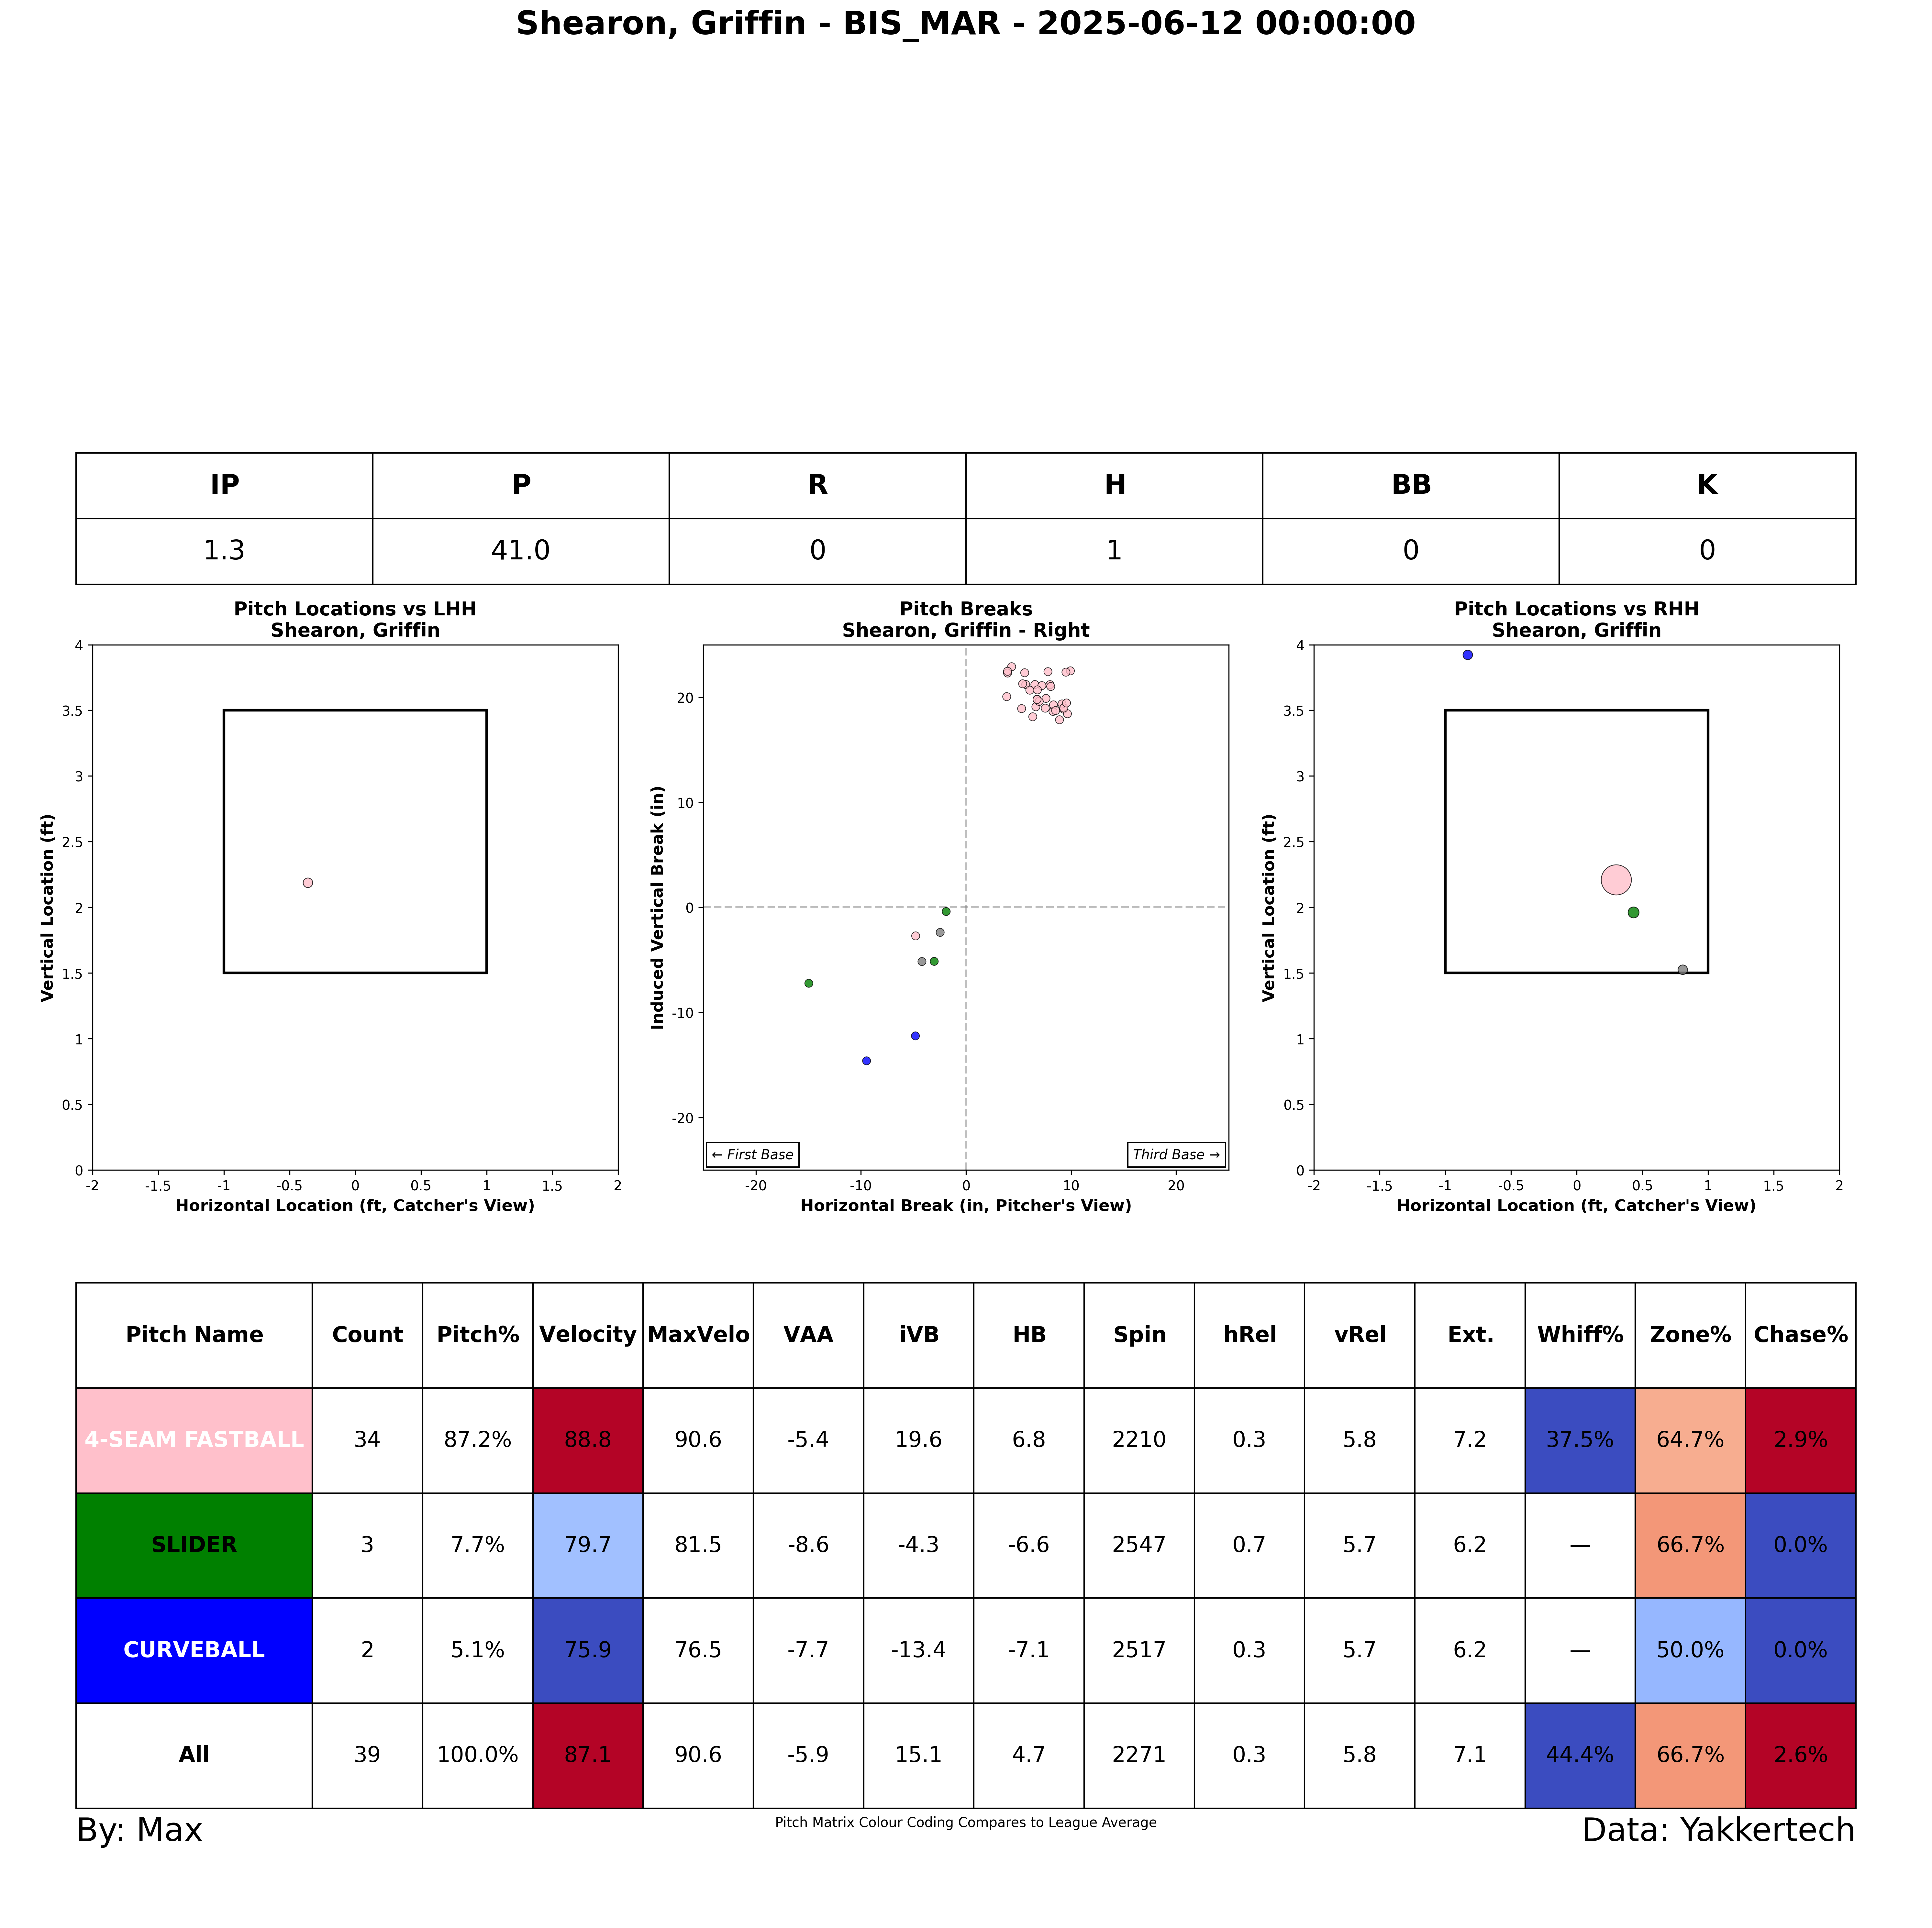 Shearon, Griffin - BIS_MAR - 2025-06-12 00:00:00
IP P R H BB K
1.3 41.0 0 1 0 0
Pitch Locations vs LHH
Shearon, Griffin
4
3.5
3
2.5
2
1.5
1
0.5
0
-2 -1.5 -1 -0.5 0 0.5 1 1.5 2
Vertical Location (ft)
Horizontal Location (ft, Catcher's View)
Pitch Breaks
Shearon, Griffin - Right
20
10
0
-10
-20
-20 -10 0 10 20
← First Base
Third Base →
Induced Vertical Break (in)
Horizontal Break (in, Pitcher's View)
Pitch Locations vs RHH
Shearon, Griffin
4
3.5
3
2.5
2
1.5
1
0.5
0
-2 -1.5 -1 -0.5 0 0.5 1 1.5 2
Vertical Location (ft)
Horizontal Location (ft, Catcher's View)
Pitch Name Count Pitch% Velocity MaxVelo VAA iVB HB Spin hRel vRel Ext. Whiff% Zone% Chase%
4-SEAM FASTBALL 34 87.2% 88.8 90.6 -5.4 19.6 6.8 2210 0.3 5.8 7.2 37.5% 64.7% 2.9%
SLIDER 3 7.7% 79.7 81.5 -8.6 -4.3 -6.6 2547 0.7 5.7 6.2 — 66.7% 0.0%
CURVEBALL 2 5.1% 75.9 76.5 -7.7 -13.4 -7.1 2517 0.3 5.7 6.2 — 50.0% 0.0%
All 39 100.0% 87.1 90.6 -5.9 15.1 4.7 2271 0.3 5.8 7.1 44.4% 66.7% 2.6%
By: Max
Pitch Matrix Colour Coding Compares to League Average
Data: Yakkertech